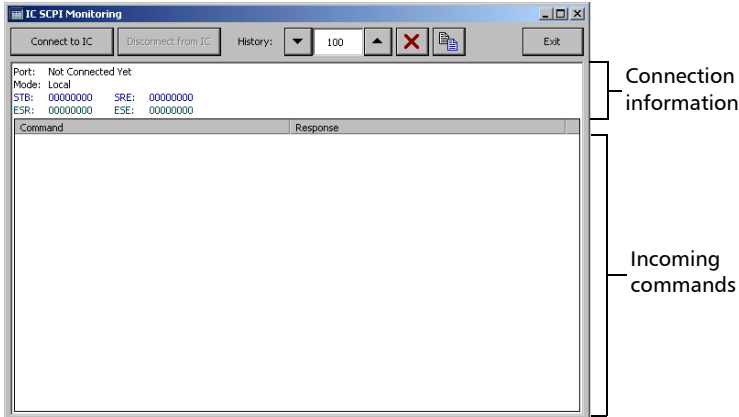 IC SCPI Monitoring
Connect to IC Disconnect from IC History: 100 Exit
Port: Not Connected Yet
Mode: Local
STB: 00000000 SRE: 00000000
ESR: 00000000 ESE: 00000000
Command Response
Connection
information
Incoming
commands